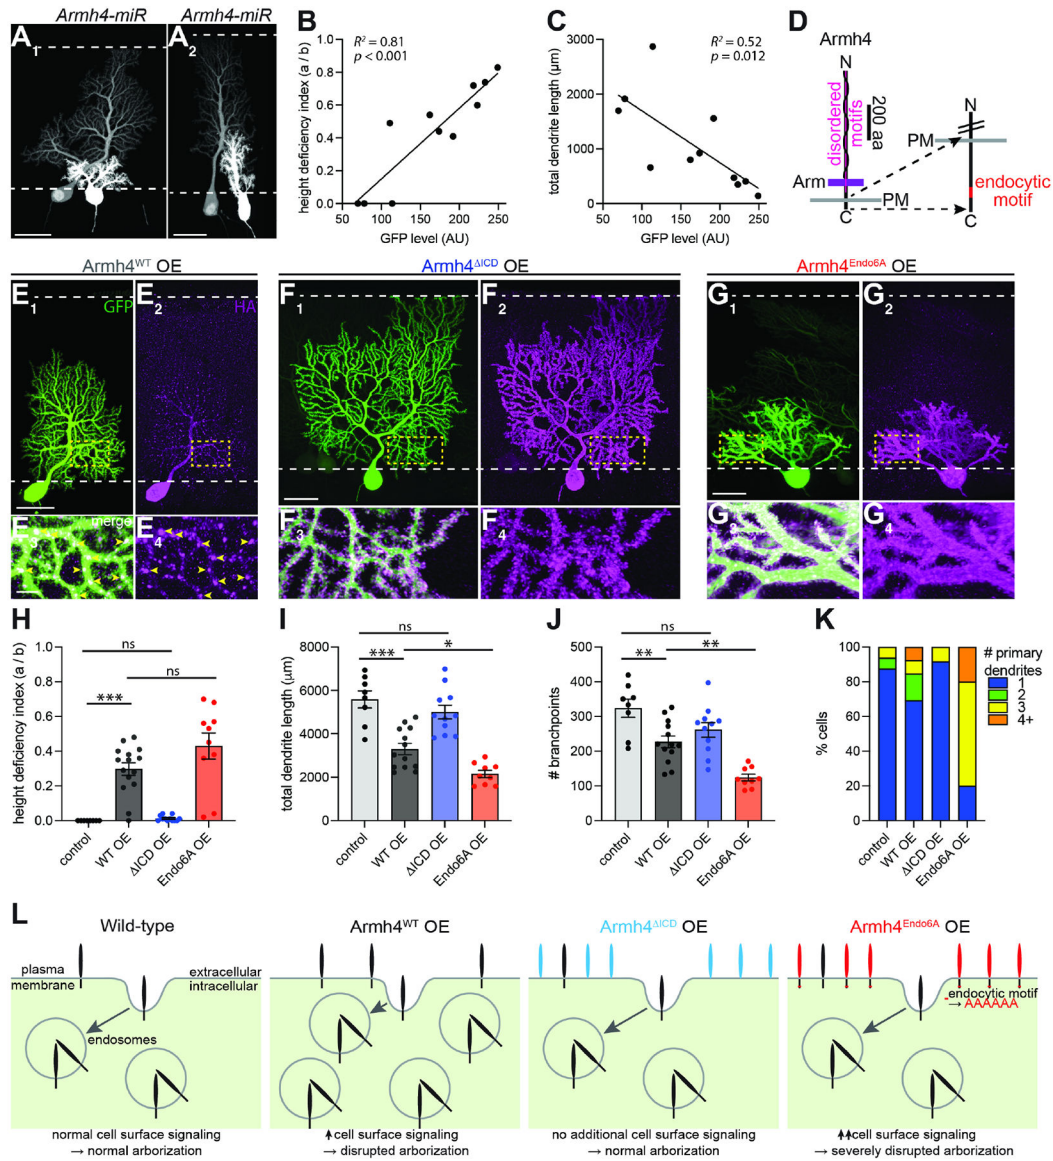 Armh4-miR
Armh4-miR
A1
A2
B
R² = 0.81
p < 0.001
height deficiency index (a / b)
1.0
0.8
0.6
0.4
0.2
0.0
50 100 150 200 250
GFP level (AU)
C
R² = 0.52
p = 0.012
total dendrite length (µm)
3000
2000
1000
0
50 100 150 200 250
GFP level (AU)
D
Armh4
N
disordered
motifs
200 aa
Arm
PM
C
N
PM
endocytic
motif
C
Armh4WT OE
Armh4ΔICD OE
Armh4Endo6A OE
E1
GFP
E2
HA
F1
F2
G1
G2
E3
merge
E4
F3
F4
G3
G4
H
height deficiency index (a / b)
1.0
0.8
0.6
0.4
0.2
0.0
ns
ns
***
control
WT OE
ΔICD OE
Endo6A OE
I
total dendrite length (µm)
8000
6000
4000
2000
0
ns
***
*
control
WT OE
ΔICD OE
Endo6A OE
J
# branchpoints
500
400
300
200
100
0
ns
**
**
control
WT OE
ΔICD OE
Endo6A OE
K
% cells
100
80
60
40
20
0
control
WT OE
ΔICD OE
Endo6A OE
# primary
dendrites
1
2
3
4+
L
Wild-type
plasma
membrane
extracellular
intracellular
endosomes
normal cell surface signaling
→ normal arborization
Armh4WT OE
↑cell surface signaling
→ disrupted arborization
Armh4ΔICD OE
no additional cell surface signaling
→ normal arborization
Armh4Endo6A OE
endocytic motif
→ AAAAAA
↑↑cell surface signaling
→ severely disrupted arborization